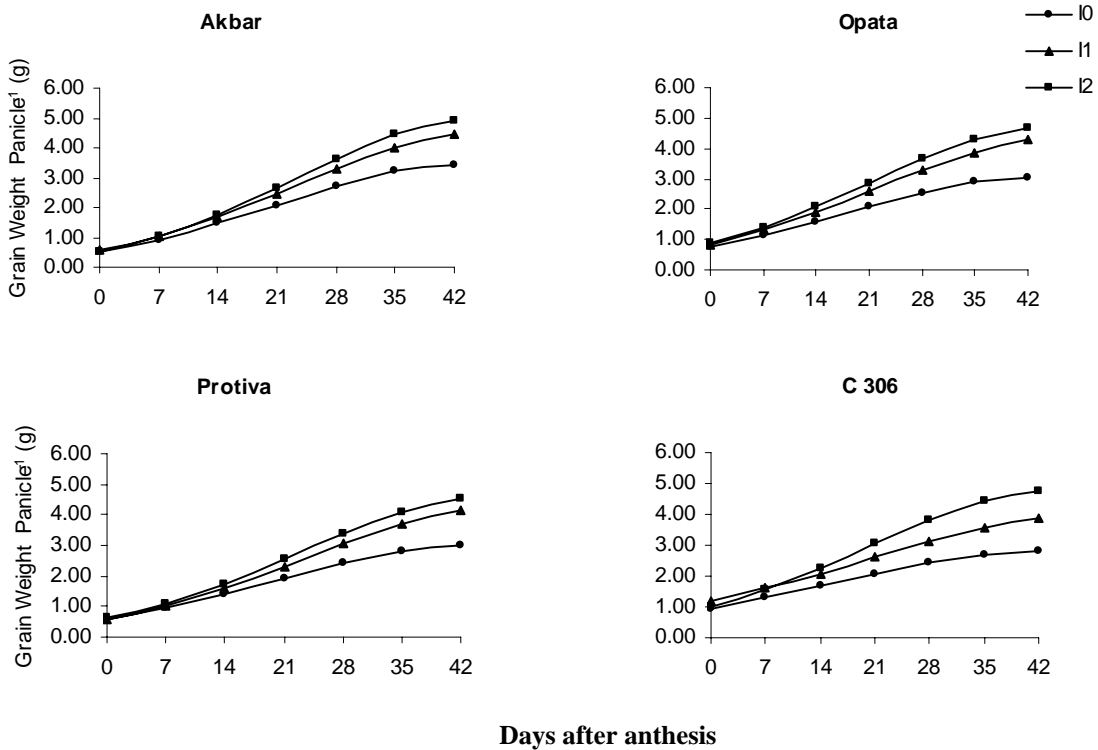 Akbar
Grain Weight Panicle¹ (g)
6.00
5.00
4.00
3.00
2.00
1.00
0.00
0 7 14 21 28 35 42
Opata
6.00
5.00
4.00
3.00
2.00
1.00
0.00
0 7 14 21 28 35 42
I0
I1
I2
Protiva
Grain Weight Panicle¹ (g)
6.00
5.00
4.00
3.00
2.00
1.00
0.00
0 7 14 21 28 35 42
C 306
6.00
5.00
4.00
3.00
2.00
1.00
0.00
0 7 14 21 28 35 42
Days after anthesis